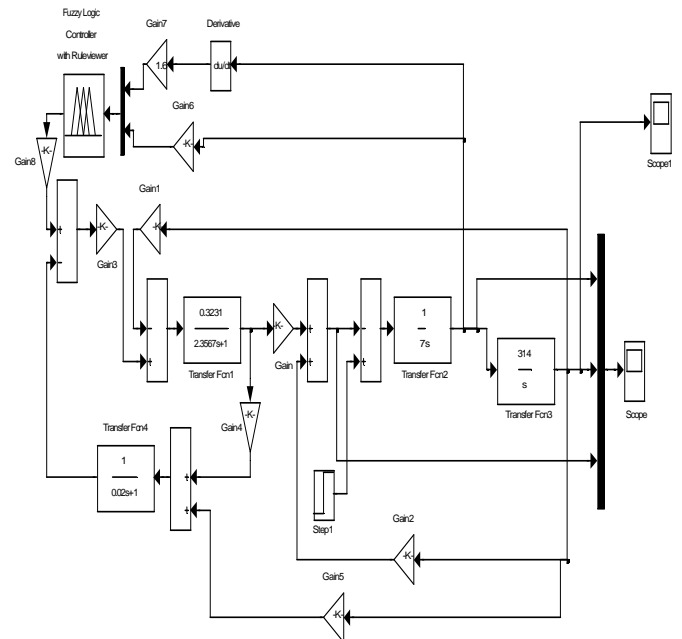 Fuzzy Logic
Controller
with Ruleviewer
Gain7
Derivative
1.6
du/dt
Gain6
-K-
-K-
Gain8
Scope1
Gain1
-K
+
-
-K-
Gain3
-
+
0.3231
2.3567s+1
Transfer Fcn1
-K-
Gain
+
+
-
+
1
7s
Transfer Fcn2
314
s
Transfer Fcn3
Scope
Transfer Fcn4
1
0.02s+1
Gain4
-K-
+
+
Step1
Gain2
-K-
Gain5
-K-